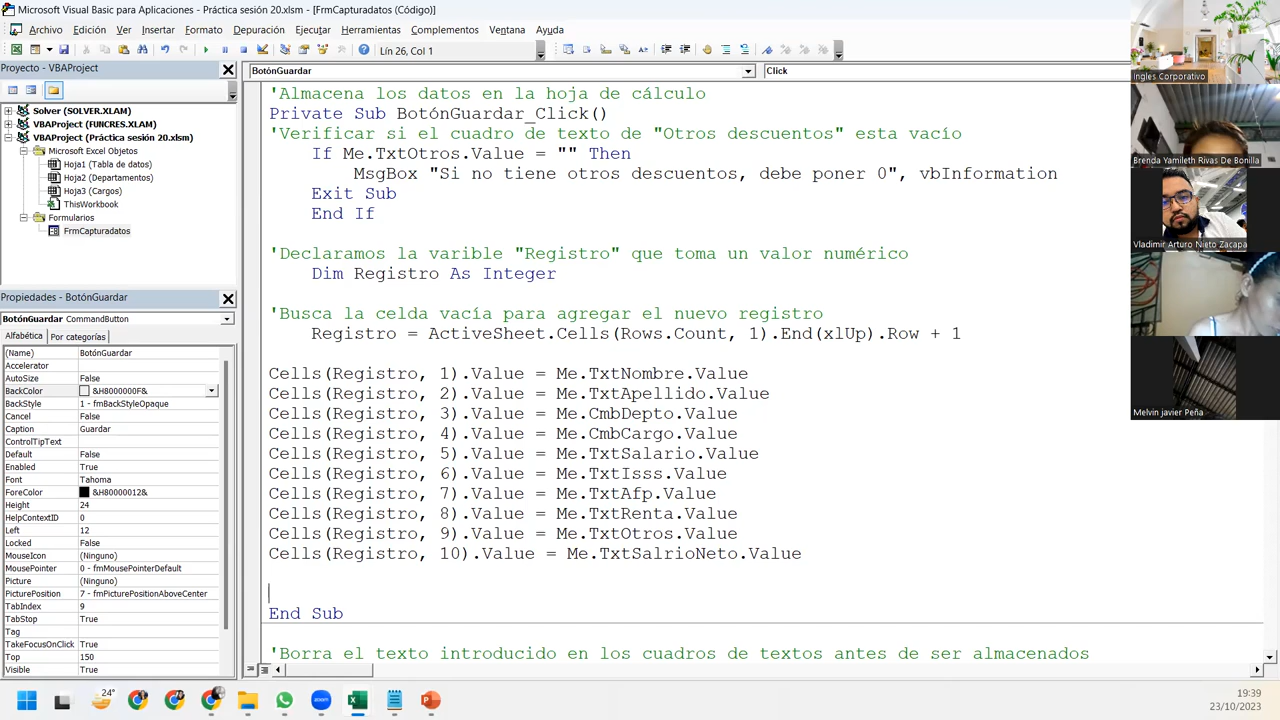 Microsoft Visual Basic para Aplicaciones - Práctica sesión 20.xlsm - [FrmCapturadatos (Código)]
Archivo Edición Ver Insertar Formato Depuración Ejecutar Herramientas Complementos Ventana Ayuda
Lín 26, Col 1
Proyecto - VBAProject
Solver (SOLVER.XLAM)
VBAProject (FUNCRES.XLAM)
VBAProject (Práctica sesión 20.xlsm)
Microsoft Excel Objetos
Hoja1 (Tabla de datos)
Hoja2 (Departamentos)
Hoja3 (Cargos)
ThisWorkbook
Formularios
FrmCapturadatos
Propiedades - BotónGuardar
BotónGuardar CommandButton
Alfabética Por categorías
(Name) BotónGuardar
Accelerator
AutoSize False
BackColor &H8000000F&
BackStyle 1 - fmBackStyleOpaque
Cancel False
Caption Guardar
ControlTipText
Default False
Enabled True
Font Tahoma
ForeColor &H80000012&
Height 24
HelpContextID 0
Left 12
Locked False
MouseIcon (Ninguno)
MousePointer 0 - fmMousePointerDefault
Picture (Ninguno)
PicturePosition 7 - fmPicturePositionAboveCenter
TabIndex 9
TabStop True
Tag
TakeFocusOnClick True
Top 150
Visible True
BotónGuardar Click
'Almacena los datos en la hoja de cálculo
Private Sub BotónGuardar_Click()
'Verificar si el cuadro de texto de "Otros descuentos" esta vacío
If Me.TxtOtros.Value = "" Then
MsgBox "Si no tiene otros descuentos, debe poner 0", vbInformation
Exit Sub
End If
'Declaramos la varible "Registro" que toma un valor numérico
Dim Registro As Integer
'Busca la celda vacía para agregar el nuevo registro
Registro = ActiveSheet.Cells(Rows.Count, 1).End(xlUp).Row + 1
Cells(Registro, 1).Value = Me.TxtNombre.Value
Cells(Registro, 2).Value = Me.TxtApellido.Value
Cells(Registro, 3).Value = Me.CmbDepto.Value
Cells(Registro, 4).Value = Me.CmbCargo.Value
Cells(Registro, 5).Value = Me.TxtSalario.Value
Cells(Registro, 6).Value = Me.TxtIsss.Value
Cells(Registro, 7).Value = Me.TxtAfp.Value
Cells(Registro, 8).Value = Me.TxtRenta.Value
Cells(Registro, 9).Value = Me.TxtOtros.Value
Cells(Registro, 10).Value = Me.TxtSalrioNeto.Value
End Sub
'Borra el texto introducido en los cuadros de textos antes de ser almacenados
Ingles Corporativo
Brenda Yamileth Rivas De Bonilla
Vladimir Arturo Nieto Zacapa
Melvin javier Peña
24°
zoom
19:39
23/10/2023